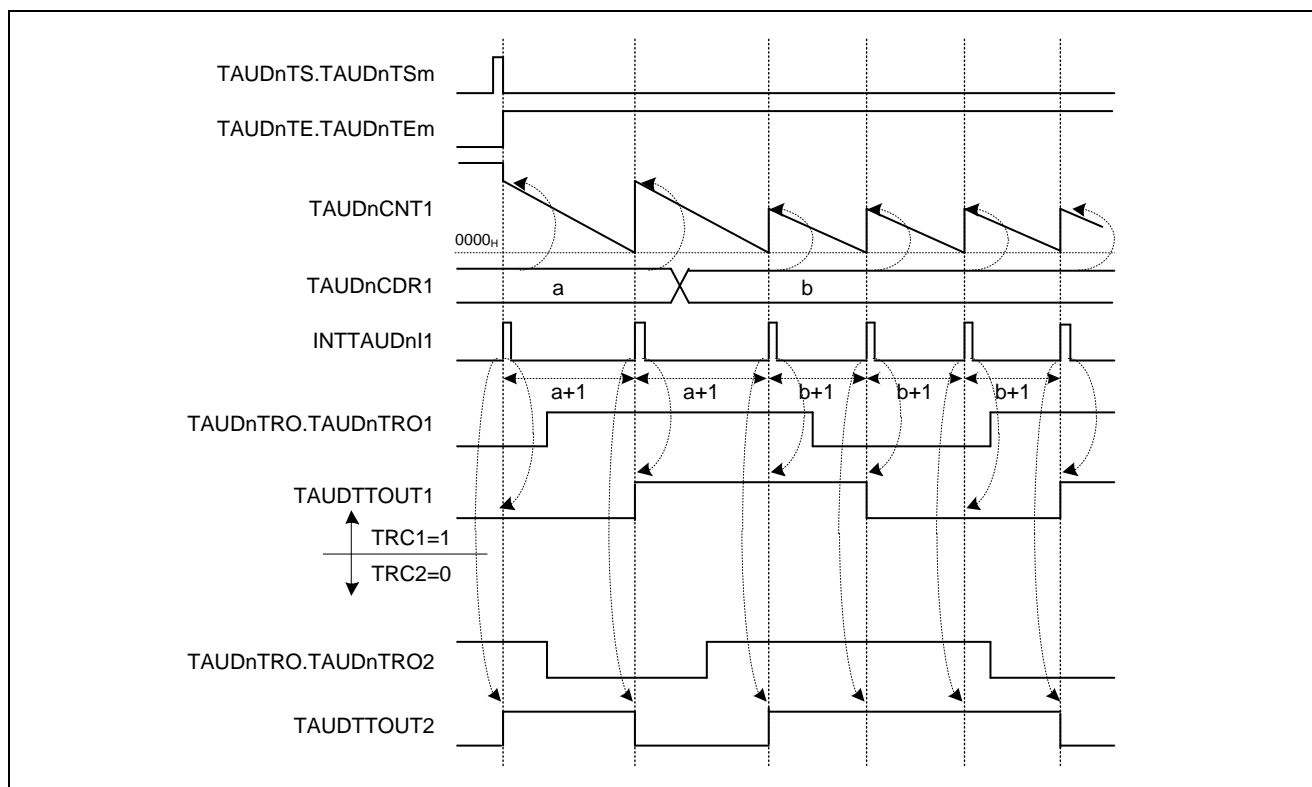 TAUDnTS.TAUDnTSm
TAUDnTE.TAUDnTEm
TAUDnCNT1
0000H
TAUDnCDR1
a
b
INTTAUDnI1
a+1
a+1
b+1
b+1
b+1
TAUDnTRO.TAUDnTRO1
TAUDTTOUT1
TRC1=1
TRC2=0
TAUDnTRO.TAUDnTRO2
TAUDTTOUT2